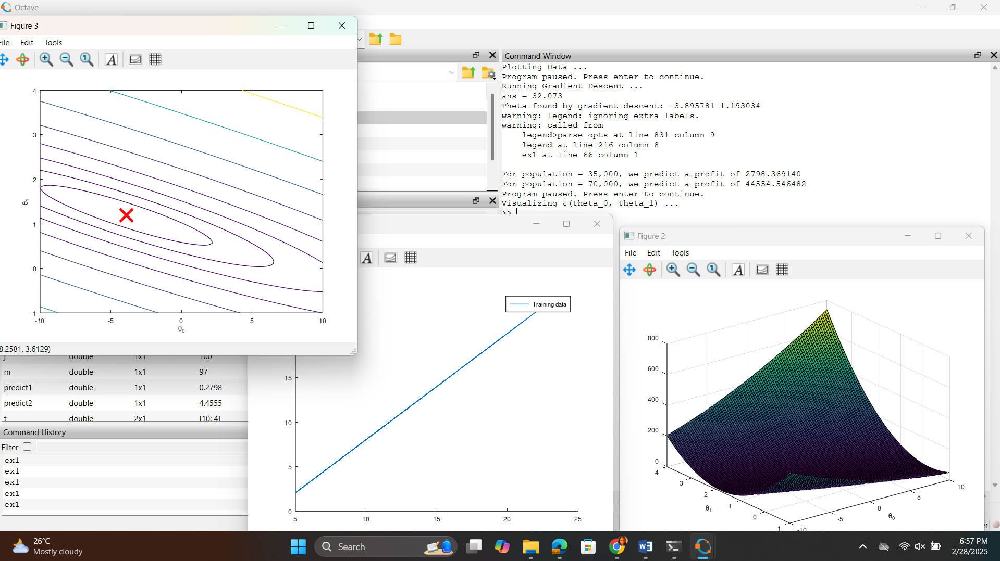 Octave
Figure 3
File Edit Tools
A
4
3
2
1
0
-1
-10 -5 0 5 10
θ1
θ0
8.2581, 3.6129)
Command Window
Plotting Data ...
Program paused. Press enter to continue.
Running Gradient Descent ...
ans = 32.073
Theta found by gradient descent: -3.895781 1.193034
warning: legend: ignoring extra labels.
warning: called from
legend>parse_opts at line 831 column 9
legend at line 216 column 8
ex1 at line 66 column 1
For population = 35,000, we predict a profit of 2798.369140
For population = 70,000, we predict a profit of 44554.546482
Program paused. Press enter to continue.
Visualizing J(theta_0, theta_1) ...
>>
j double 1x1 100
m double 1x1 97
predict1 double 1x1 0.2798
predict2 double 1x1 4.4555
t double 2x1 [10; 4]
Command History
Filter
ex1
ex1
ex1
ex1
ex1
A
Training data
15
10
5
0
5 10 15 20 25
Figure 2
File Edit Tools
A
800
600
400
200
0
4
3
2
1
0
-1
-10
-5
0
5
10
θ1
θ0
26°C
Mostly cloudy
Search
6:57 PM
2/28/2025